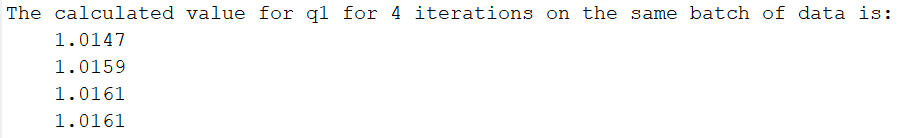 The calculated value for q1 for 4 iterations on the same batch of data is:
1.0147
1.0159
1.0161
1.0161